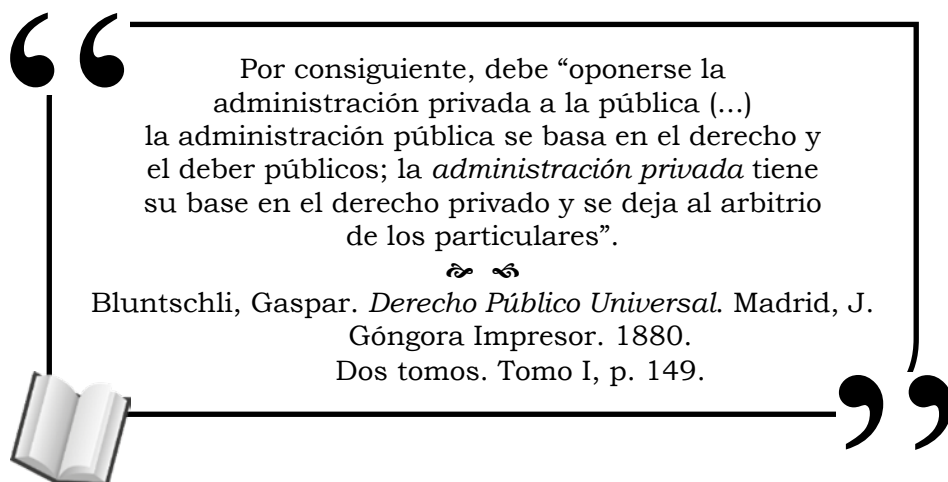 Por consiguiente, debe “oponerse la
administración privada a la pública (...)
la administración pública se basa en el derecho y
el deber públicos; la administración privada tiene
su base en el derecho privado y se deja al arbitrio
de los particulares”.
Bluntschli, Gaspar. Derecho Público Universal. Madrid, J.
Góngora Impresor. 1880.
Dos tomos. Tomo I, p. 149.